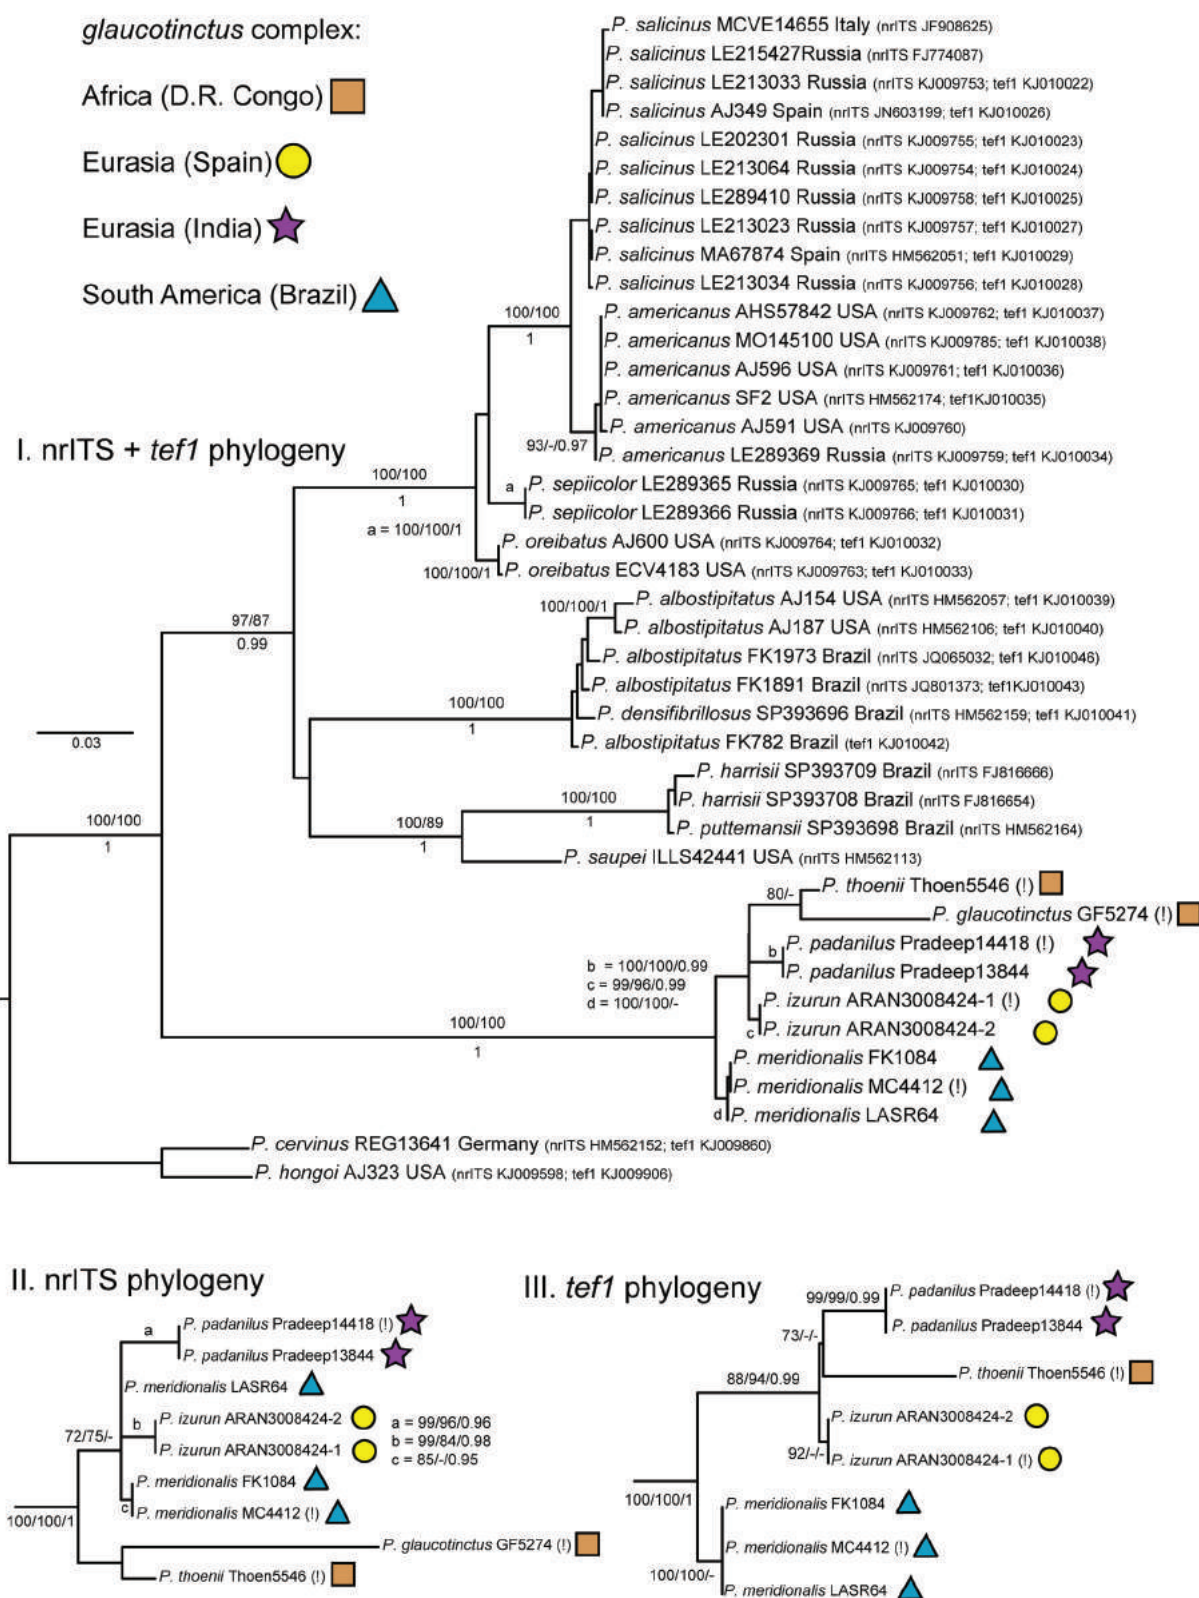 glaucotinctus complex:
Africa (D.R. Congo)
Eurasia (Spain)
Eurasia (India)
South America (Brazil)
I. nrITS + tef1 phylogeny
P. salicinus MCVE14655 Italy (nrITS JF908625)
P. salicinus LE215427Russia (nrITS FJ774087)
P. salicinus LE213033 Russia (nrITS KJ009753; tef1 KJ010022)
P. salicinus AJ349 Spain (nrITS JN603199; tef1 KJ010026)
P. salicinus LE202301 Russia (nrITS KJ009755; tef1 KJ010023)
P. salicinus LE213064 Russia (nrITS KJ009754; tef1 KJ010024)
P. salicinus LE289410 Russia (nrITS KJ009758; tef1 KJ010025)
P. salicinus LE213023 Russia (nrITS KJ009757; tef1 KJ010027)
P. salicinus MA67874 Spain (nrITS HM562051; tef1 KJ010029)
P. salicinus LE213034 Russia (nrITS KJ009756; tef1 KJ010028)
100/100
1
P. americanus AHS57842 USA (nrITS KJ009762; tef1 KJ010037)
P. americanus MO145100 USA (nrITS KJ009785; tef1 KJ010038)
P. americanus AJ596 USA (nrITS KJ009761; tef1 KJ010036)
P. americanus SF2 USA (nrITS HM562174; tef1KJ010035)
P. americanus AJ591 USA (nrITS KJ009760)
93/-/0.97
P. americanus LE289369 Russia (nrITS KJ009759; tef1 KJ010034)
100/100
1
a = 100/100/1
a
P. sepiicolor LE289365 Russia (nrITS KJ009765; tef1 KJ010030)
P. sepiicolor LE289366 Russia (nrITS KJ009766; tef1 KJ010031)
P. oreibatus AJ600 USA (nrITS KJ009764; tef1 KJ010032)
100/100/1
P. oreibatus ECV4183 USA (nrITS KJ009763; tef1 KJ010033)
97/87
0.99
100/100/1
P. albostipitatus AJ154 USA (nrITS HM562057; tef1 KJ010039)
P. albostipitatus AJ187 USA (nrITS HM562106; tef1 KJ010040)
P. albostipitatus FK1973 Brazil (nrITS JQ065032; tef1 KJ010046)
P. albostipitatus FK1891 Brazil (nrITS JQ801373; tef1KJ010043)
100/100
1
P. densifibrillosus SP393696 Brazil (nrITS HM562159; tef1 KJ010041)
P. albostipitatus FK782 Brazil (tef1 KJ010042)
0.03
P. harrisii SP393709 Brazil (nrITS FJ816666)
100/100
1
P. harrisii SP393708 Brazil (nrITS FJ816654)
P. puttemansii SP393698 Brazil (nrITS HM562164)
100/89
1
P. saupei ILLS42441 USA (nrITS HM562113)
100/100
1
80/-
P. thoenii Thoen5546 (!)
P. glaucotinctus GF5274 (!)
b
P. padanilus Pradeep14418 (!)
P. padanilus Pradeep13844
b = 100/100/0.99
c = 99/96/0.99
d = 100/100/-
P. izurun ARAN3008424-1 (!)
c
P. izurun ARAN3008424-2
100/100
1
P. meridionalis FK1084
P. meridionalis MC4412 (!)
d
P. meridionalis LASR64
P. cervinus REG13641 Germany (nrITS HM562152; tef1 KJ009860)
P. hongoi AJ323 USA (nrITS KJ009598; tef1 KJ009906)
II. nrITS phylogeny
a
P. padanilus Pradeep14418 (!)
P. padanilus Pradeep13844
P. meridionalis LASR64
72/75/-
b
P. izurun ARAN3008424-2
P. izurun ARAN3008424-1
a = 99/96/0.96
b = 99/84/0.98
c = 85/-/0.95
P. meridionalis FK1084
c
P. meridionalis MC4412 (!)
100/100/1
P. glaucotinctus GF5274 (!)
P. thoenii Thoen5546 (!)
III. tef1 phylogeny
99/99/0.99
P. padanilus Pradeep14418 (!)
P. padanilus Pradeep13844
73/-/-
P. thoenii Thoen5546 (!)
88/94/0.99
P. izurun ARAN3008424-2
92/-/-
P. izurun ARAN3008424-1 (!)
100/100/1
P. meridionalis FK1084
P. meridionalis MC4412 (!)
100/100/-
P. meridionalis LASR64